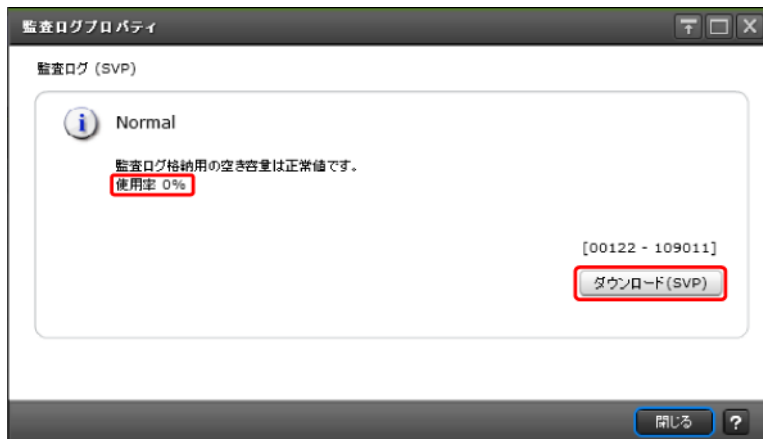 監査ログプロパティ
監査ログ (SVP)
Normal
監査ログ格納用の空き容量は正常値です。
使用率 0%
[00122 - 109011]
ダウンロード(SVP)
閉じる ?